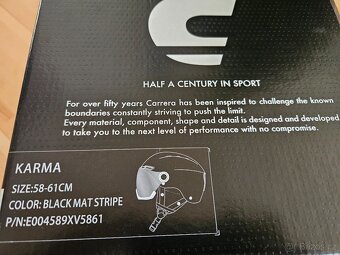 HALF A CENTURY IN SPORT
For over fifty years Carrera has been inspired to challenge the known
boundaries constantly striving to push the limit.
Every material, component, shape and detail is designed and developed
to take you to the next level of performance with no compromise.
KARMA
SIZE:58-61CM
COLOR: BLACK MAT STRIPE
P/N:E004589XV5861